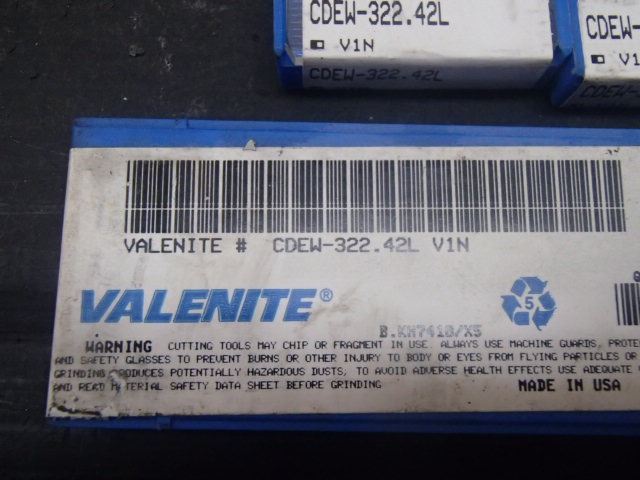 CDEW-322.42L
V1N
CDEW-322.42L
CDEW-
V1
CDEW-
VALENITE # CDEW-322.42L V1N
VALENITE®
5
B.KM7418/X5
WARNING CUTTING TOOLS MAY CHIP OR FRAGMENT IN USE. ALWAYS USE MACHINE GUARDS, PROTE
AND SAFETY GLASSES TO PREVENT BURNS OR OTHER INJURY TO BODY OR EYES FROM FLYING PARTICLES OR
GRINDING PRODUCES POTENTIALLY HAZARDOUS DUSTS, TO AVOID ADVERSE HEALTH EFFECTS USE ADEQUATE
AND READ MATERIAL SAFETY DATA SHEET BEFORE GRINDING
MADE IN USA